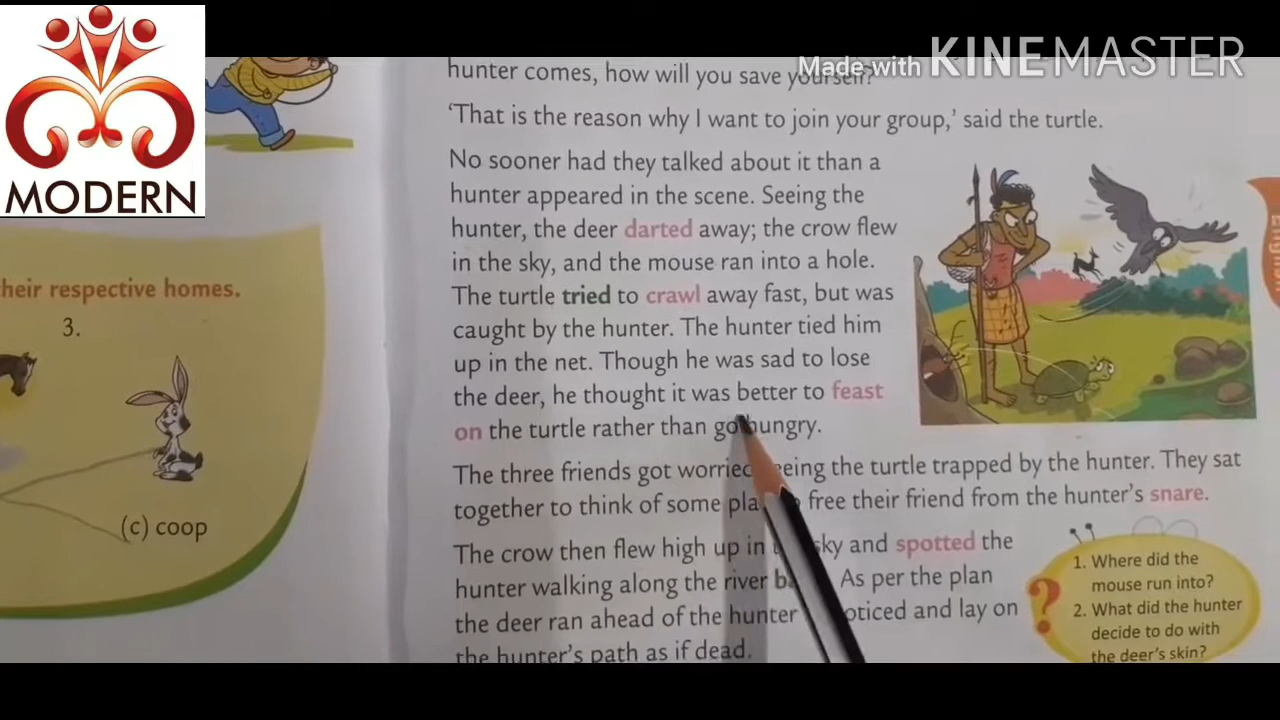 MODERN
Made with KINEMASTER
heir respective homes.
3.
(c) coop
hunter comes, how will you save yourself?'
'That is the reason why I want to join your group,' said the turtle.
No sooner had they talked about it than a
hunter appeared in the scene. Seeing the
hunter, the deer darted away; the crow flew
in the sky, and the mouse ran into a hole.
The turtle tried to crawl away fast, but was
caught by the hunter. The hunter tied him
up in the net. Though he was sad to lose
the deer, he thought it was better to feast
on the turtle rather than go hungry.
The three friends got worried eeing the turtle trapped by the hunter. They sat
together to think of some pla free their friend from the hunter's snare.
The crow then flew high up in sky and spotted the
hunter walking along the river ba As per the plan
the deer ran ahead of the hunter oticed and lay on
the hunter's path as if dead.
1. Where did the
mouse run into?
2. What did the hunter
decide to do with
the deer's skin?
?